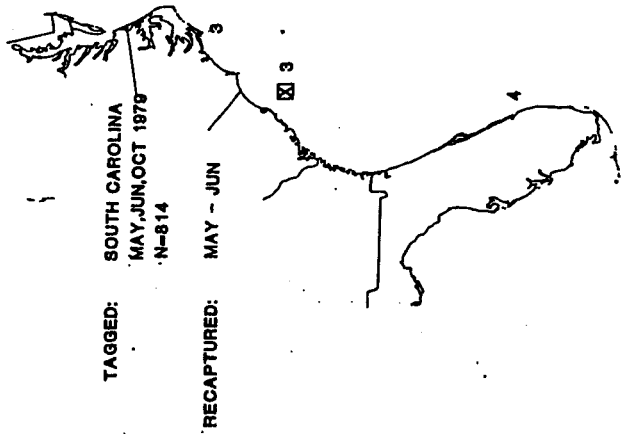 TAGGED: SOUTH CAROLINA
MAY,JUN,OCT 1979
N=814
RECAPTURED: MAY - JUN
3
3
4